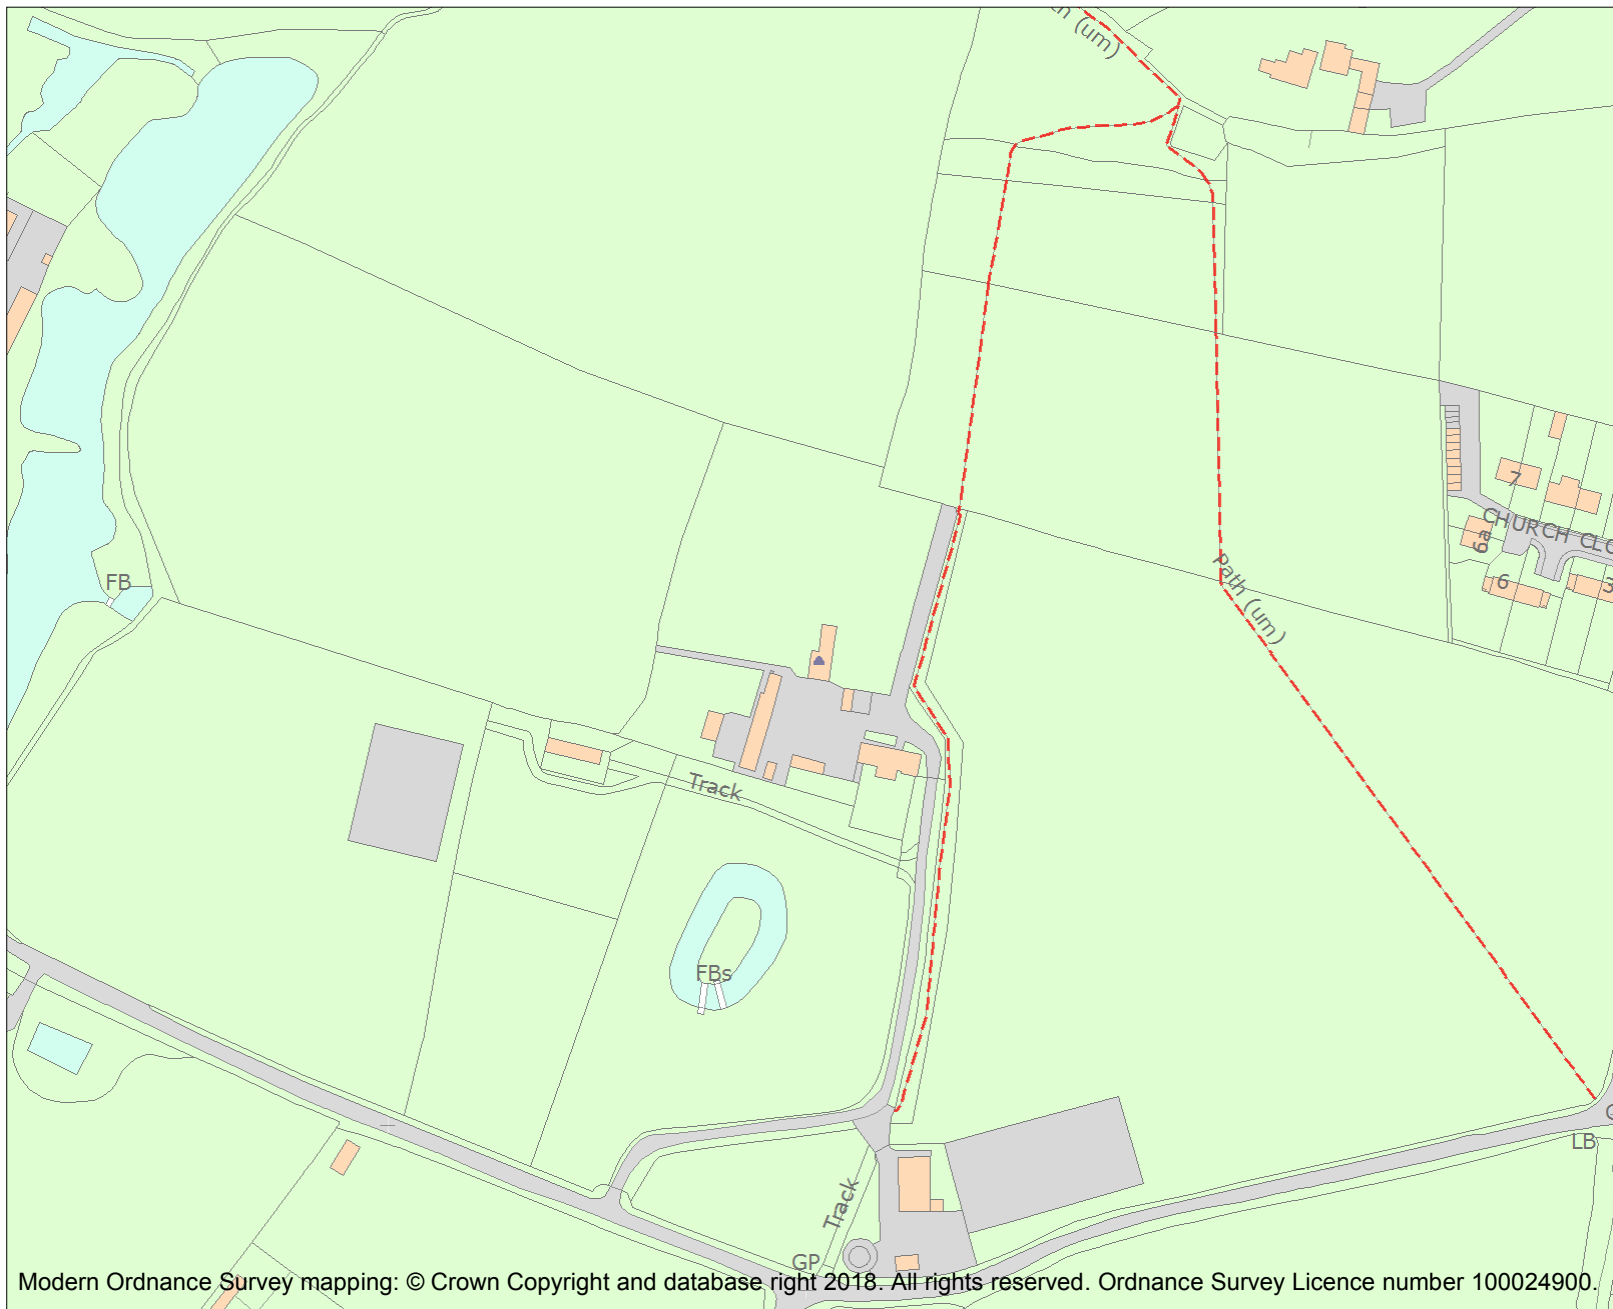 Path (um)
7
CHURCH CLO
6a
6
3
FB
Track
FBs
LB
Track
GP
Modern Ordnance Survey mapping: © Crown Copyright and database right 2018. All rights reserved. Ordnance Survey Licence number 100024900.